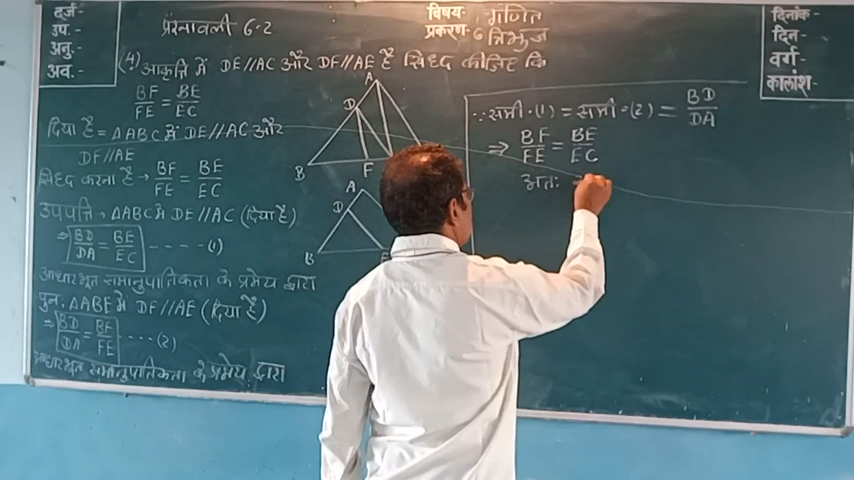 दर्ज-
उप.-
अनु.-
अव.-
प्रश्नावली 6.2
विषय- गणित
प्रकरण-6 त्रिभुज
दिनांक-
दिन-
वर्ग-
कालांश-
(4) आकृति में DE//AC और DF//AE है सिध्द कीजिए कि
BF/FE = BE/EC
दिया है = △ABC में DE//AC और
DF//AE
सिध्द करना है → BF/FE = BE/EC
उपपत्ति, △ABC में DE//AC (दिया है)
⇒ BD/DA = BE/EC ---- (1)
आधारभूत समानुपातिकता के प्रमेय द्वारा
पुन, △ABE में DF//AE (दिया है)
⇒ BD/DA = BF/FE ---- (2)
आधारभूत समानुपातिकता के प्रमेय द्वारा
A
D
B
F
A
D
B
∵ समी.(1) = समी.(2) = BD/DA
⇒ BF/FE = BE/EC
अतः